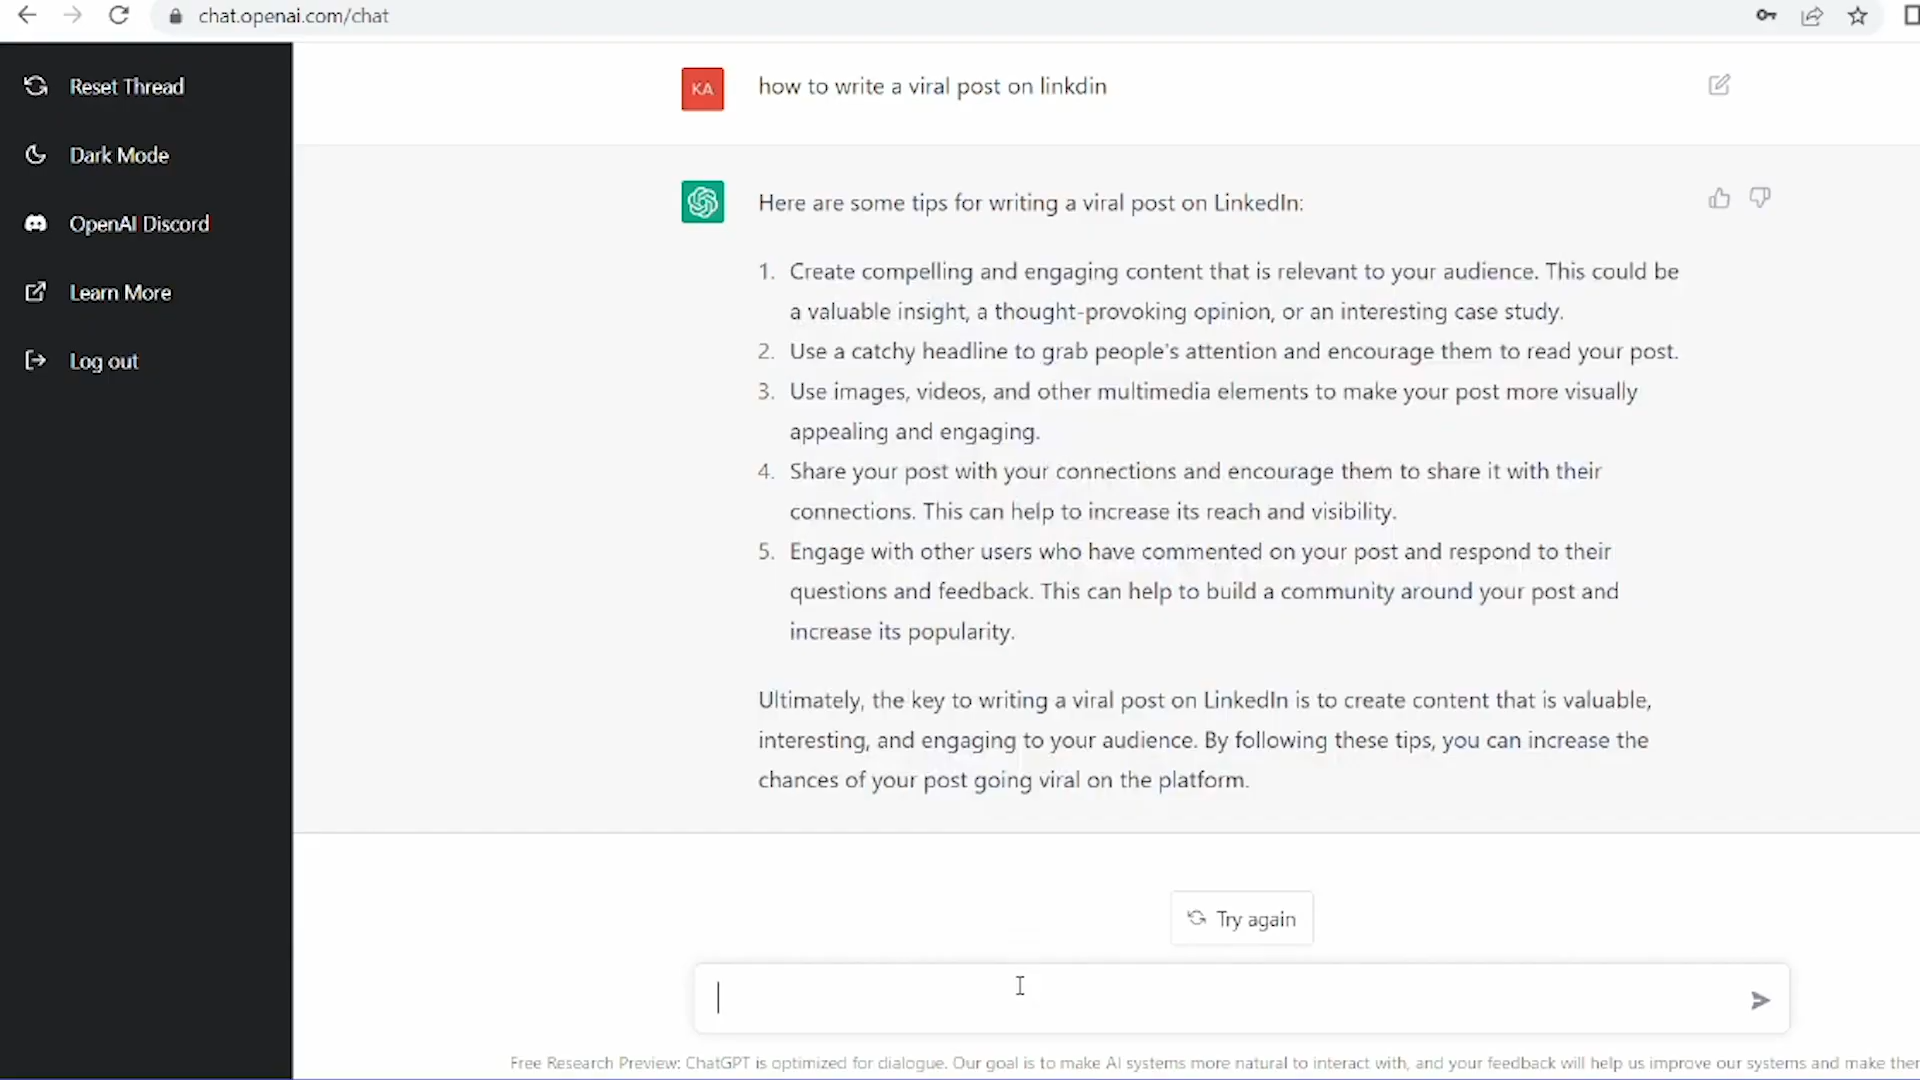 chat.openai.com/chat
Reset Thread
Dark Mode
OpenAI Discord
Learn More
Log out
KA
how to write a viral post on linkdin
Here are some tips for writing a viral post on LinkedIn:
1. Create compelling and engaging content that is relevant to your audience. This could be
a valuable insight, a thought-provoking opinion, or an interesting case study.
2. Use a catchy headline to grab people's attention and encourage them to read your post.
3. Use images, videos, and other multimedia elements to make your post more visually
appealing and engaging.
4. Share your post with your connections and encourage them to share it with their
connections. This can help to increase its reach and visibility.
5. Engage with other users who have commented on your post and respond to their
questions and feedback. This can help to build a community around your post and
increase its popularity.
Ultimately, the key to writing a viral post on LinkedIn is to create content that is valuable,
interesting, and engaging to your audience. By following these tips, you can increase the
chances of your post going viral on the platform.
Try again
Free Research Preview: ChatGPT is optimized for dialogue. Our goal is to make AI systems more natural to interact with, and your feedback will help us improve our systems and make